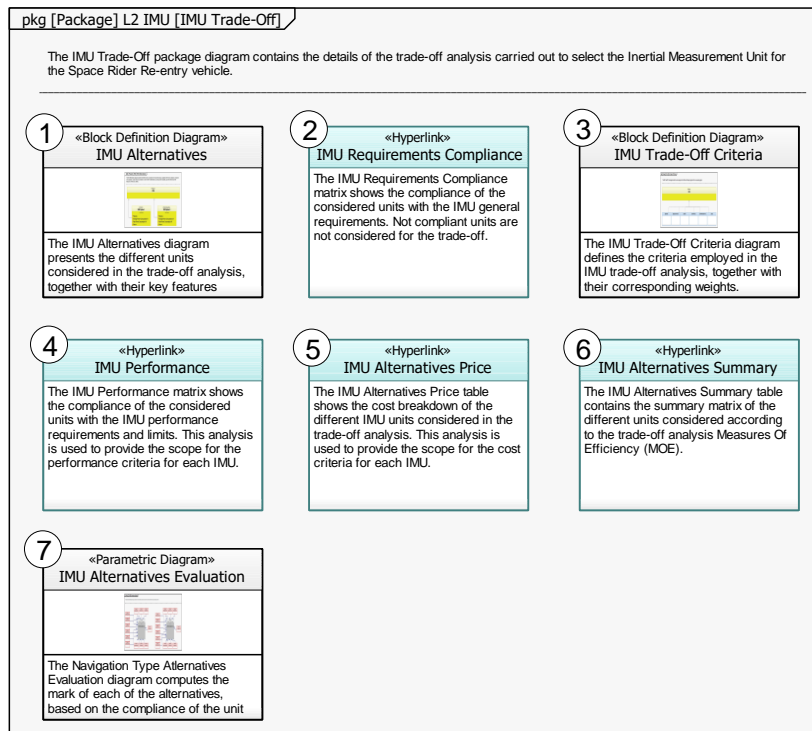 pkg [Package] L2 IMU [IMU Trade-Off]
The IMU Trade-Off package diagram contains the details of the trade-off analysis carried out to select the Inertial Measurement Unit for
the Space Rider Re-entry vehicle.
1
«Block Definition Diagram»
IMU Alternatives
The IMU Alternatives diagram
presents the different units
considered in the trade-off analysis,
together with their key features
2
«Hyperlink»
IMU Requirements Compliance
The IMU Requirements Compliance
matrix shows the compliance of the
considered units with the IMU general
requirements. Not compliant units are
not considered for the trade-off.
3
«Block Definition Diagram»
IMU Trade-Off Criteria
The IMU Trade-Off Criteria diagram
defines the criteria employed in the
IMU trade-off analysis, together with
their corresponding weights.
4
«Hyperlink»
IMU Performance
The IMU Performance matrix shows
the compliance of the considered
units with the IMU performance
requirements and limits. This analysis
is used to provide the scope for the
performance criteria for each IMU.
5
«Hyperlink»
IMU Alternatives Price
The IMU Alternatives Price table
shows the cost breakdown of the
different IMU units considered in the
trade-off analysis. This analysis is
used to provide the scope for the cost
criteria for each IMU.
6
«Hyperlink»
IMU Alternatives Summary
The IMU Alternatives Summary table
contains the summary matrix of the
different units considered according
to the trade-off analysis Measures Of
Efficiency (MOE).
7
«Parametric Diagram»
IMU Alternatives Evaluation
The Navigation Type Atlernatives
Evaluation diagram computes the
mark of each of the alternatives,
based on the compliance of the unit